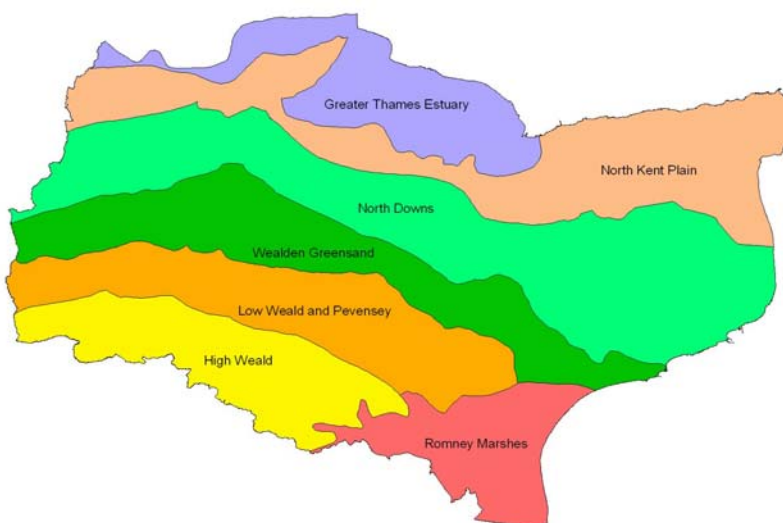 Greater Thames Estuary
North Kent Plain
North Downs
Wealden Greensand
Low Weald and Pevensey
High Weald
Romney Marshes